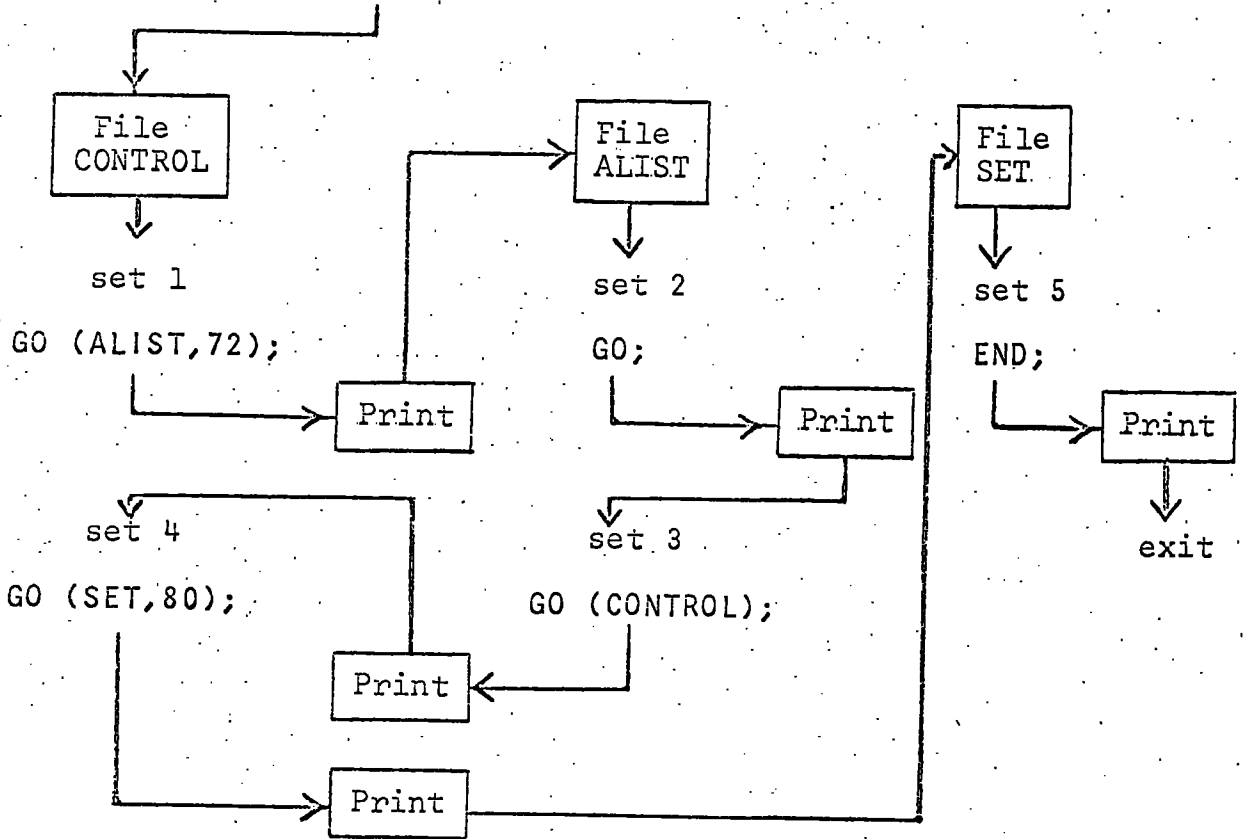 File
CONTROL
set 1
GO (ALIST,72);
Print
File
ALIST
set 2
GO;
Print
set 3
GO (CONTROL);
Print
set 4
GO (SET,80);
Print
File
SET
set 5
END;
Print
exit